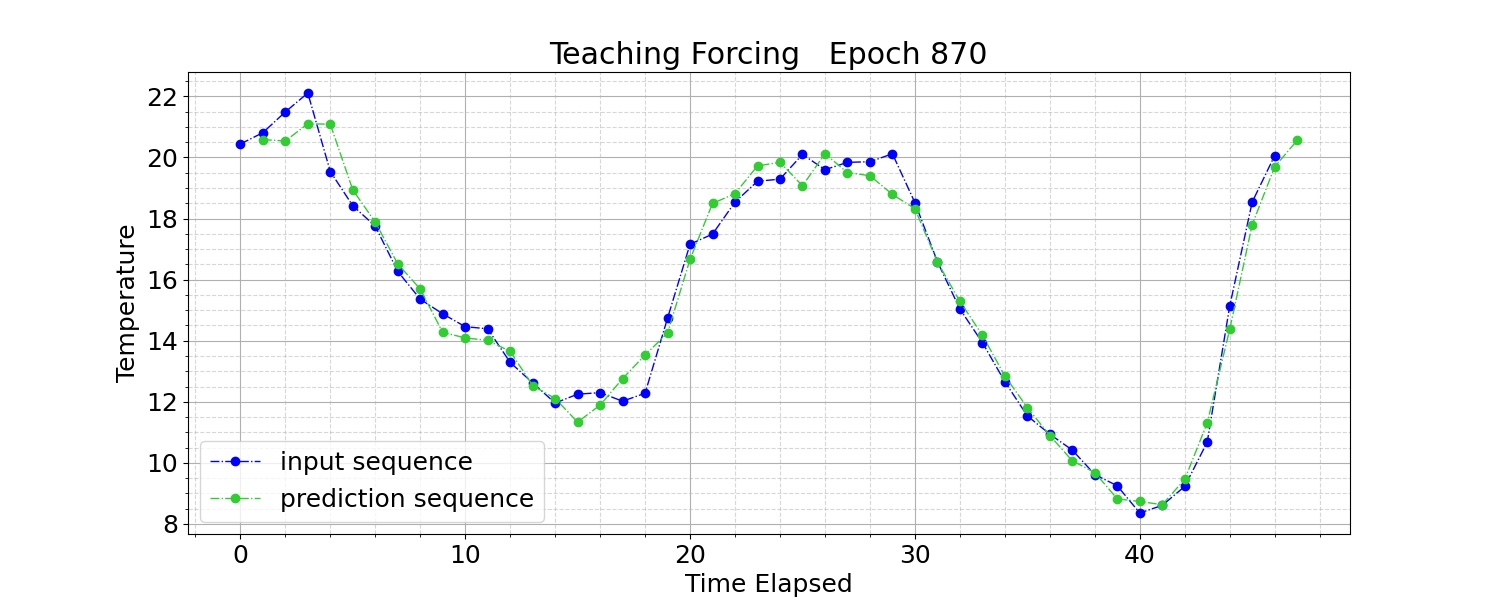 Teaching Forcing   Epoch 870
22
20
18
16
14
12
10
8
Temperature
input sequence
prediction sequence
0 10 20 30 40
Time Elapsed